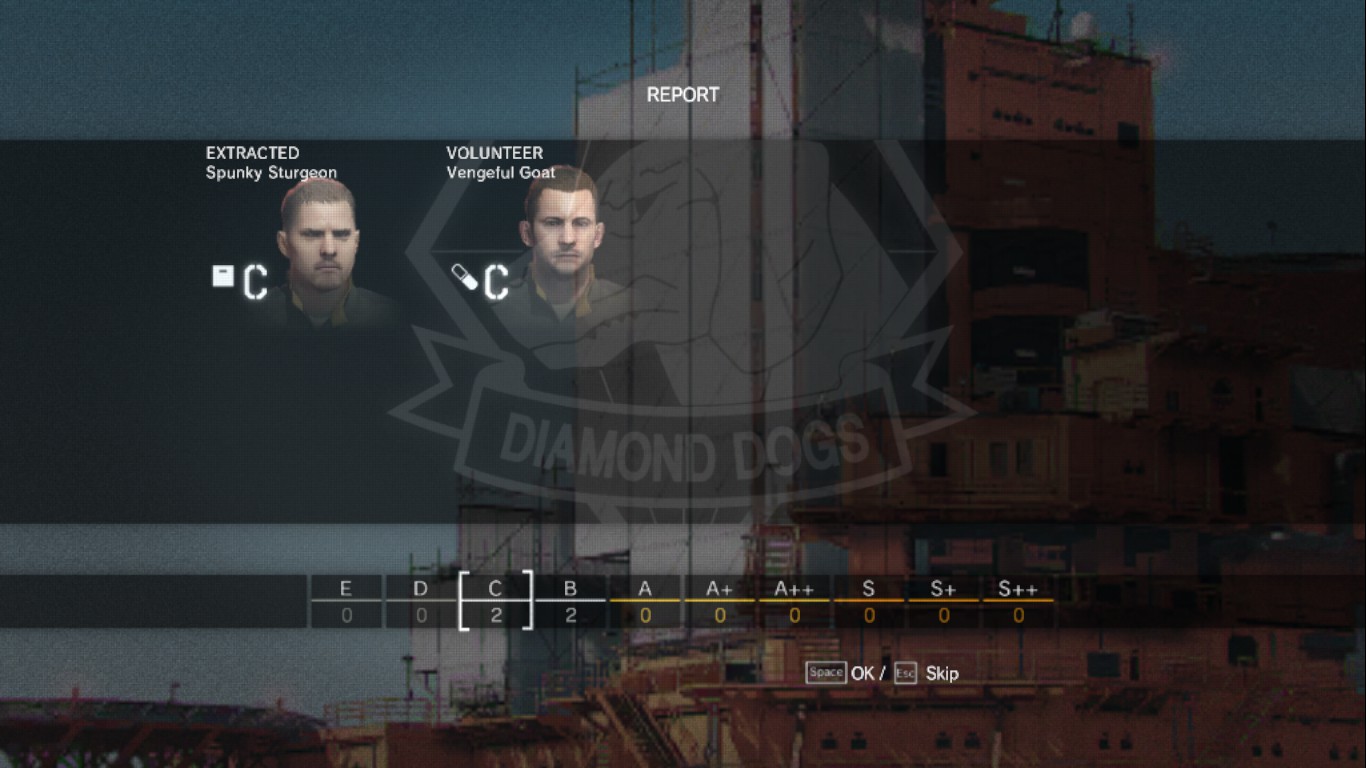 REPORT
EXTRACTED
Spunky Sturgeon
C
VOLUNTEER
Vengeful Goat
C
DIAMOND DOGS
E D C B A A+ A++ S S+ S++
0 0 2 2 0 0 0 0 0 0
Space OK / Esc Skip